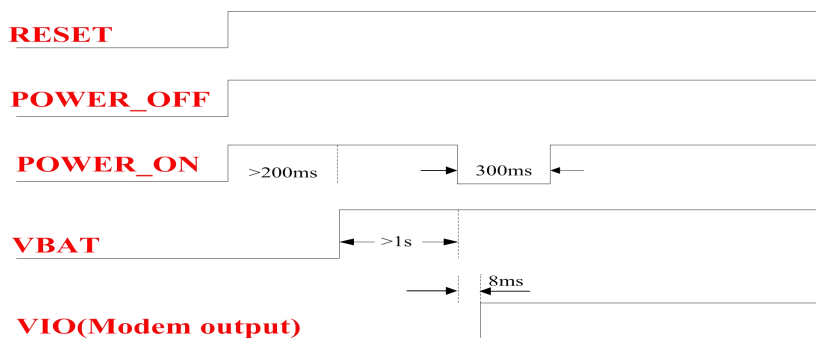 RESET
POWER_OFF
POWER_ON
>200ms
300ms
VBAT
>1s
8ms
VIO(Modem output)